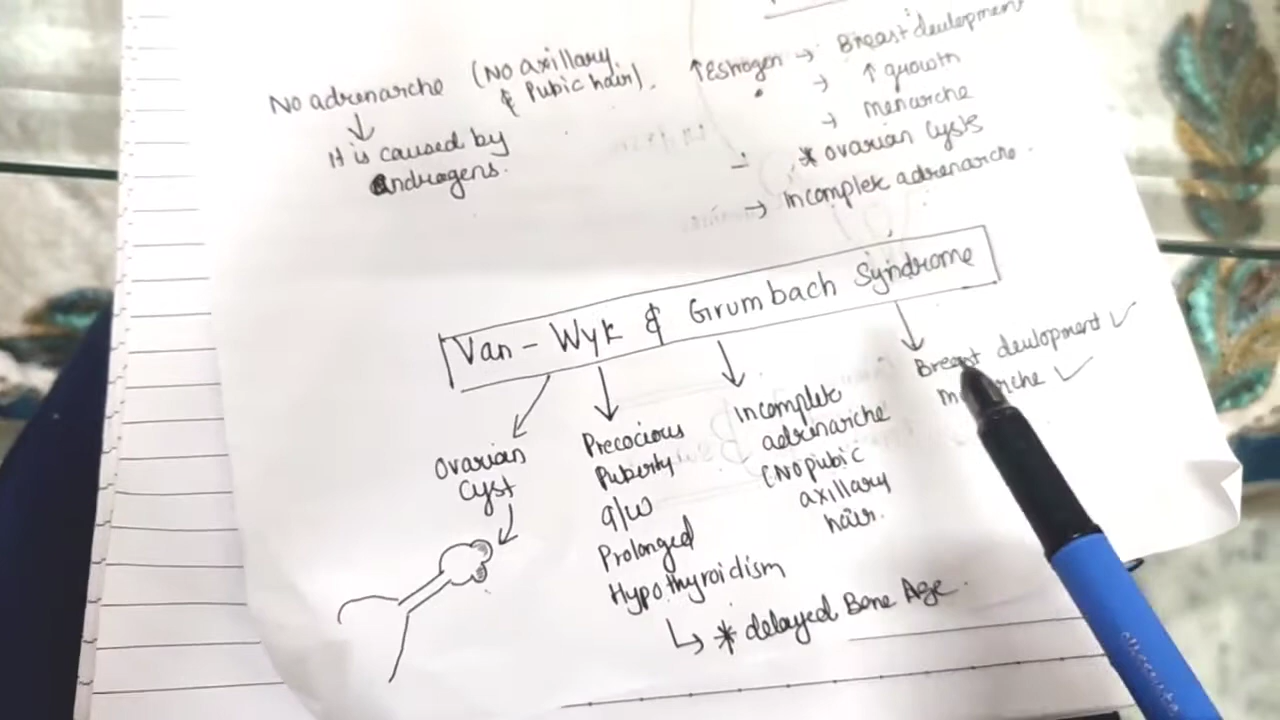 No adrenarche (No axillary
& Pubic hair).
↓
It is caused by
Androgens.
↑Estrogen → Breast development
→ ↑ growth
→ menarche
* ovarian cysts
→ Incomplete adrenarche.
Van-Wyk & Grumbach Syndrome
Ovarian
cyst
Precocious
Puberty
a/w
Prolonged
Hypothyroidism
↳ * delayed Bone Age.
Incomplete
adrenarche
(No pubic
axillary
hair.
Breast development ✓
menarche ✓